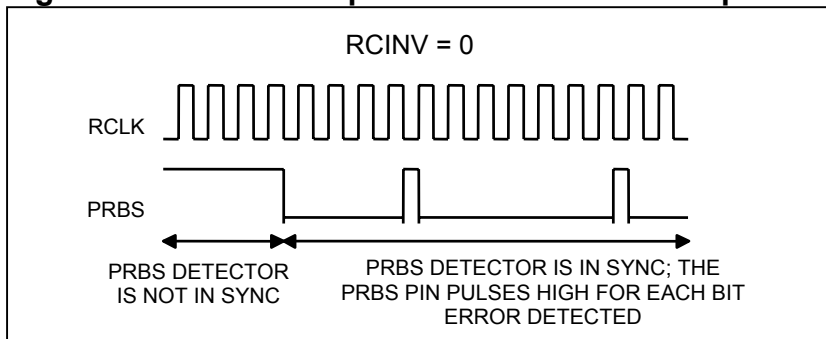 RCINV = 0
RCLK
PRBS
PRBS DETECTOR
IS NOT IN SYNC
PRBS DETECTOR IS IN SYNC; THE
PRBS PIN PULSES HIGH FOR EACH BIT
ERROR DETECTED